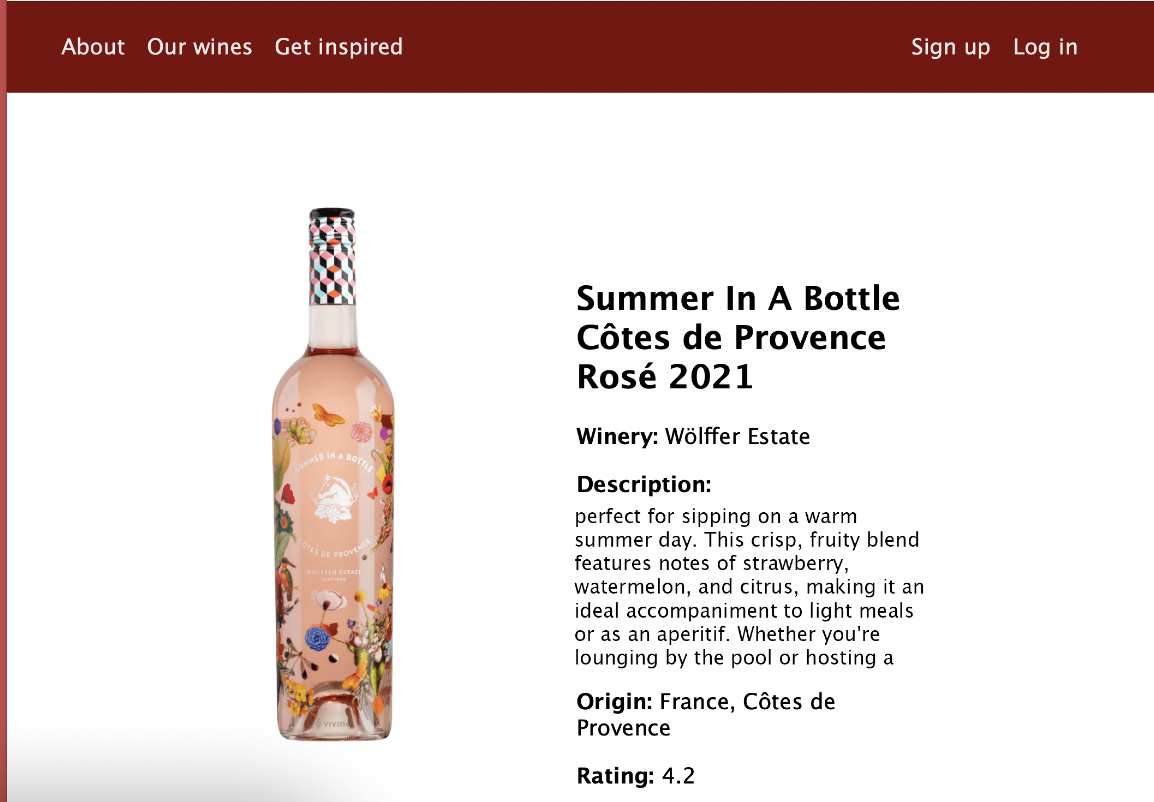 About Our wines Get inspired Sign up Log in
SUMMER IN A BOTTLE
CÔTES DE PROVENCE
WÖLFFER ESTATE
VINEYARD
VIVINO
Summer In A Bottle
Côtes de Provence
Rosé 2021
Winery: Wölffer Estate
Description:
perfect for sipping on a warm
summer day. This crisp, fruity blend
features notes of strawberry,
watermelon, and citrus, making it an
ideal accompaniment to light meals
or as an aperitif. Whether you're
lounging by the pool or hosting a
Origin: France, Côtes de
Provence
Rating: 4.2